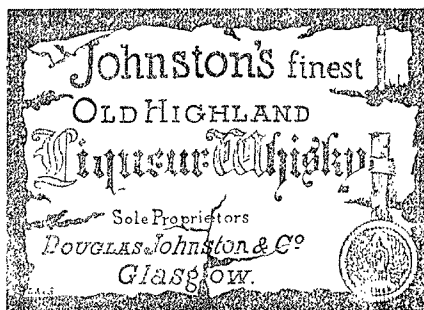 Johnston's finest
OLD HIGHLAND
Liqueur Whisky
Sole Proprietors
DOUGLAS Johnston & Cº
Glasgow.